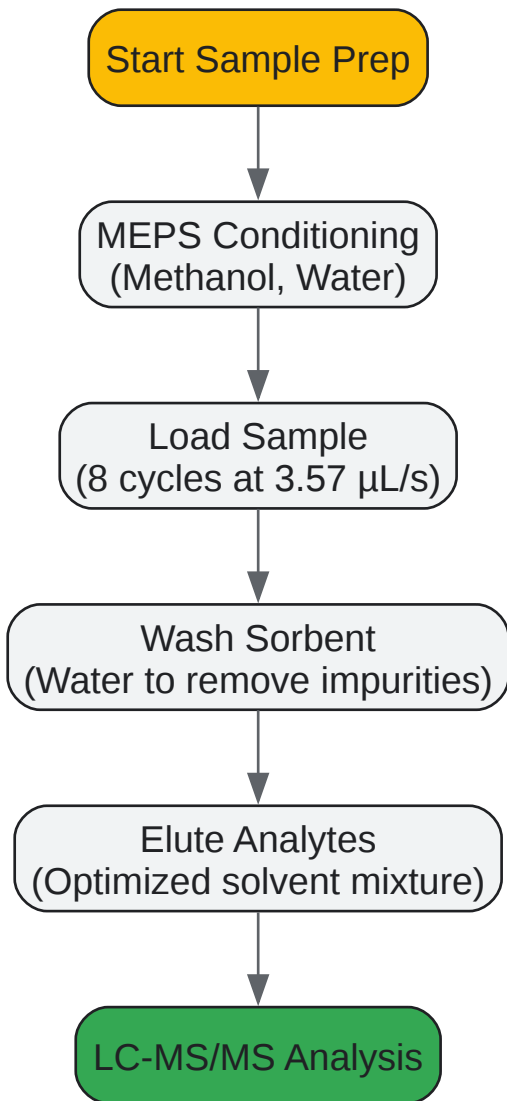 Start Sample Prep
MEPS Conditioning
(Methanol, Water)
Load Sample
(8 cycles at 3.57 µL/s)
Wash Sorbent
(Water to remove impurities)
Elute Analytes
(Optimized solvent mixture)
LC-MS/MS Analysis